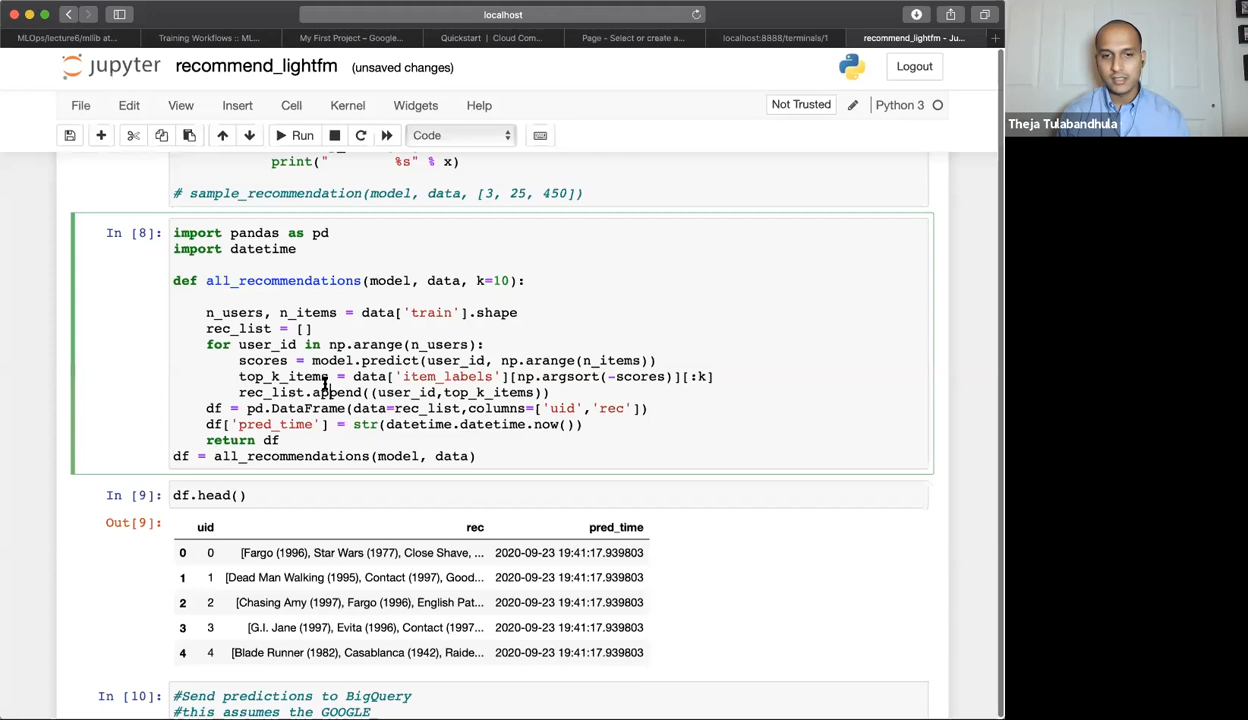 localhost
MLOps/lecture6/mllib at...
Training Workflows :: ML...
My First Project – Google...
Quickstart | Cloud Com...
Page - Select or create a...
localhost:8888/terminals/1
recommend_lightfm - Ju...
jupyter recommend_lightfm (unsaved changes)
Logout
File Edit View Insert Cell Kernel Widgets Help
Not Trusted
Python 3
Run
Code
print(" %s" % x)
# sample_recommendation(model, data, [3, 25, 450])
In [8]:
import pandas as pd
import datetime
def all_recommendations(model, data, k=10):
n_users, n_items = data['train'].shape
rec_list = []
for user_id in np.arange(n_users):
scores = model.predict(user_id, np.arange(n_items))
top_k_items = data['item_labels'][np.argsort(-scores)][:k]
rec_list.append((user_id,top_k_items))
df = pd.DataFrame(data=rec_list,columns=['uid','rec'])
df['pred_time'] = str(datetime.datetime.now())
return df
df = all_recommendations(model, data)
In [9]: df.head()
Out[9]:
uid rec pred_time
0 0 [Fargo (1996), Star Wars (1977), Close Shave, ... 2020-09-23 19:41:17.939803
1 1 [Dead Man Walking (1995), Contact (1997), Good... 2020-09-23 19:41:17.939803
2 2 [Chasing Amy (1997), Fargo (1996), English Pat... 2020-09-23 19:41:17.939803
3 3 [G.I. Jane (1997), Evita (1996), Contact (1997... 2020-09-23 19:41:17.939803
4 4 [Blade Runner (1982), Casablanca (1942), Raide... 2020-09-23 19:41:17.939803
In [10]: #Send predictions to BigQuery
#this assumes the GOOGLE
Theja Tulabandhula